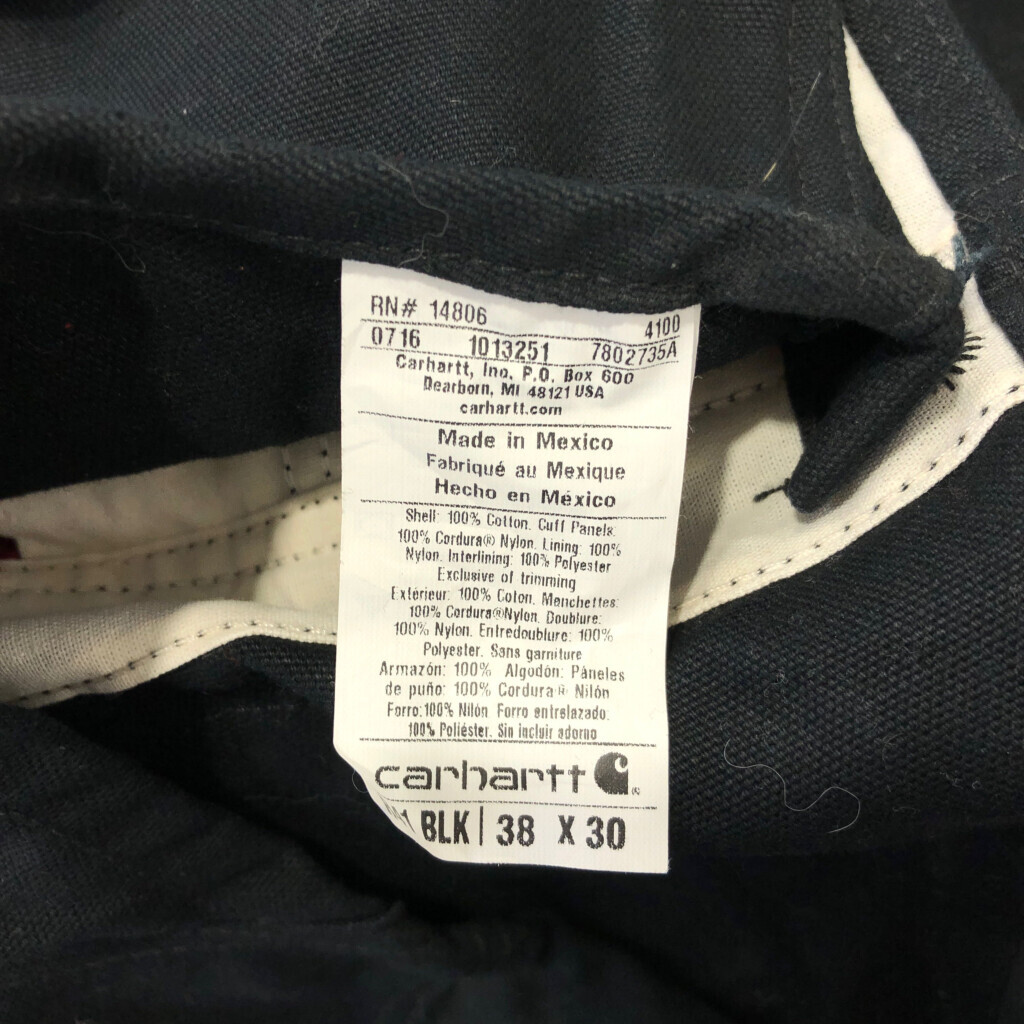 RN# 14806 4100
0716 1013251 7802735A
Carhartt, Inc. P.O. Box 600
Dearborn, MI 48121 USA
carhartt.com
Made in Mexico
Fabriqué au Mexique
Hecho en México
Shell: 100% Cotton. Cuff Panels:
100% Cordura® Nylon. Lining: 100%
Nylon. Interlining: 100% Polyester
Exclusive of trimming
Extérieur: 100% Coton. Manchettes:
100% Cordura®Nylon. Doublure:
100% Nylon. Entredoublure: 100%
Polyester. Sans garniture
Armazón: 100% Algodón: Páneles
de puño: 100% Cordura® Nilón
Forro:100% Nilón Forro entrelazado:
100% Poliéster. Sin incluir adorno
carhartt ®
BLK | 38 X 30